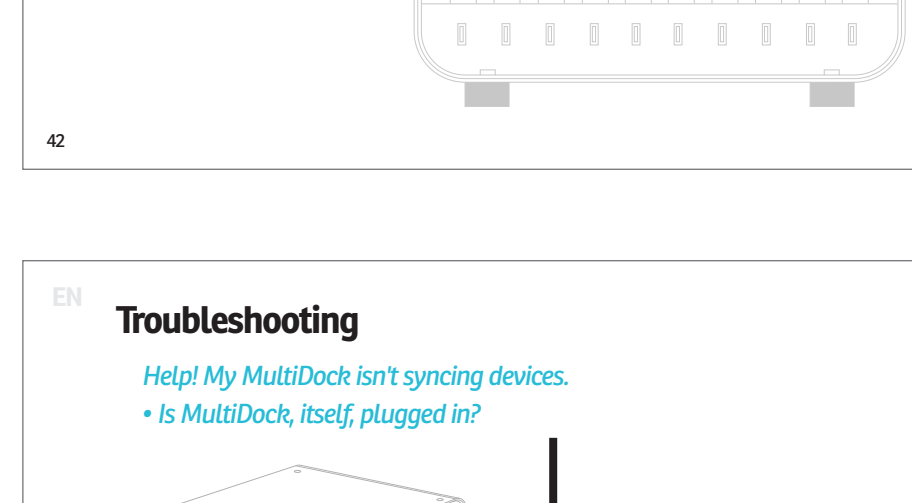 42
EN
Troubleshooting
Help! My MultiDock isn't syncing devices.
• Is MultiDock, itself, plugged in?